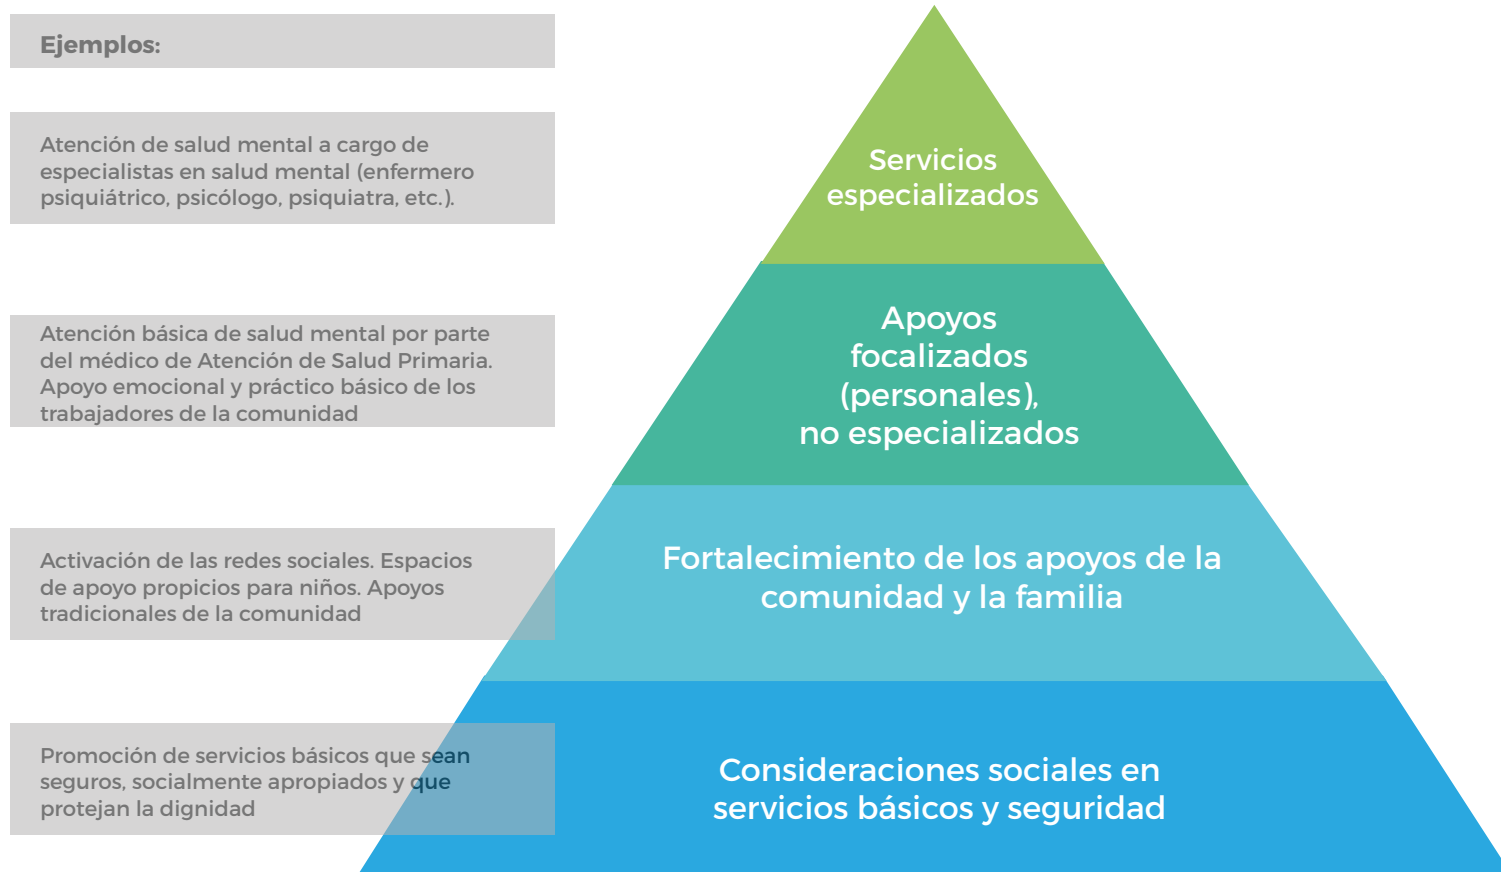 Ejemplos:
Atención de salud mental a cargo de
especialistas en salud mental (enfermero
psiquiátrico, psicólogo, psiquiatra, etc.).
Servicios
especializados
Atención básica de salud mental por parte
del médico de Atención de Salud Primaria.
Apoyo emocional y práctico básico de los
trabajadores de la comunidad
Apoyos
focalizados
(personales),
no especializados
Activación de las redes sociales. Espacios
de apoyo propicios para niños. Apoyos
tradicionales de la comunidad
Fortalecimiento de los apoyos de la
comunidad y la familia
Promoción de servicios básicos que sean
seguros, socialmente apropiados y que
protejan la dignidad
Consideraciones sociales en
servicios básicos y seguridad